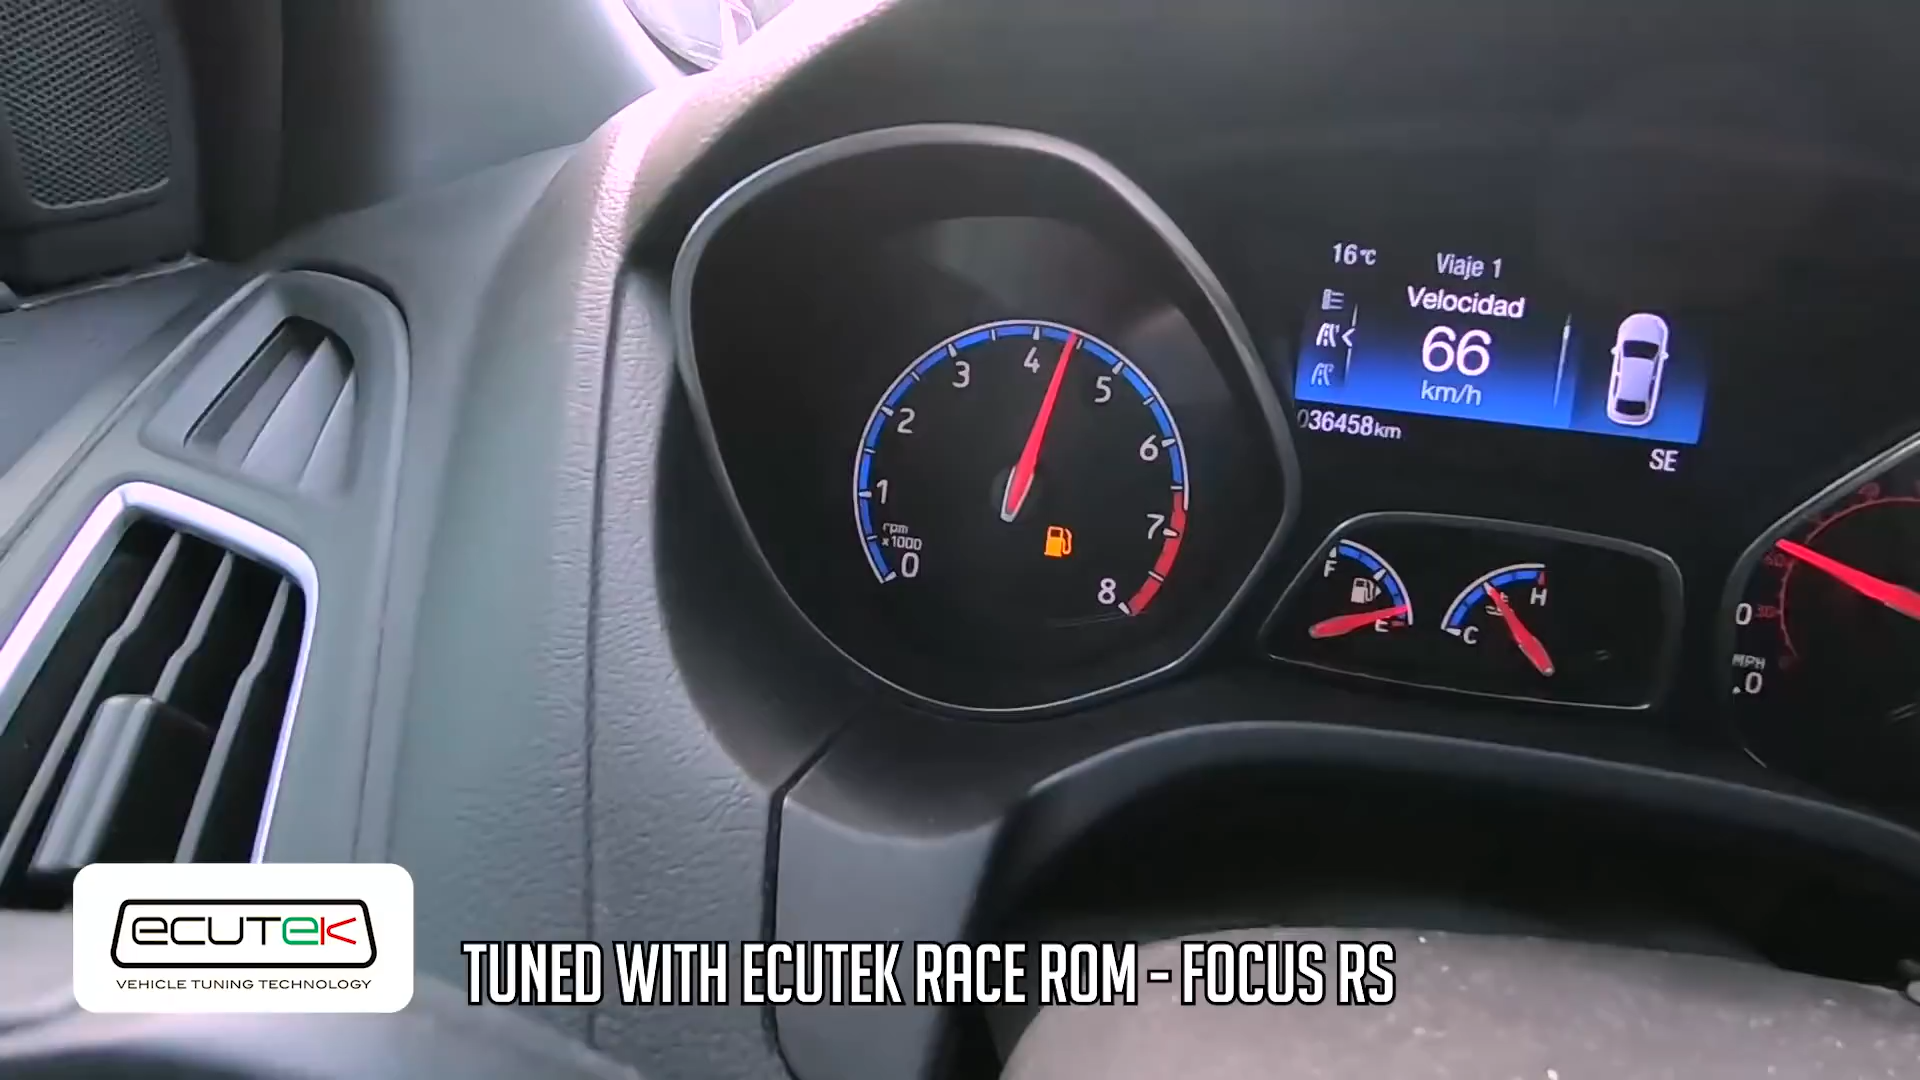 16°C
Viaje 1
Velocidad
66
km/h
036458km
SE
0
1
2
3
4
5
6
7
8
rpm
x1000
F
E
C
H
0
MPH
0
ecutek
VEHICLE TUNING TECHNOLOGY
TUNED WITH ECUTEK RACE ROM - FOCUS RS